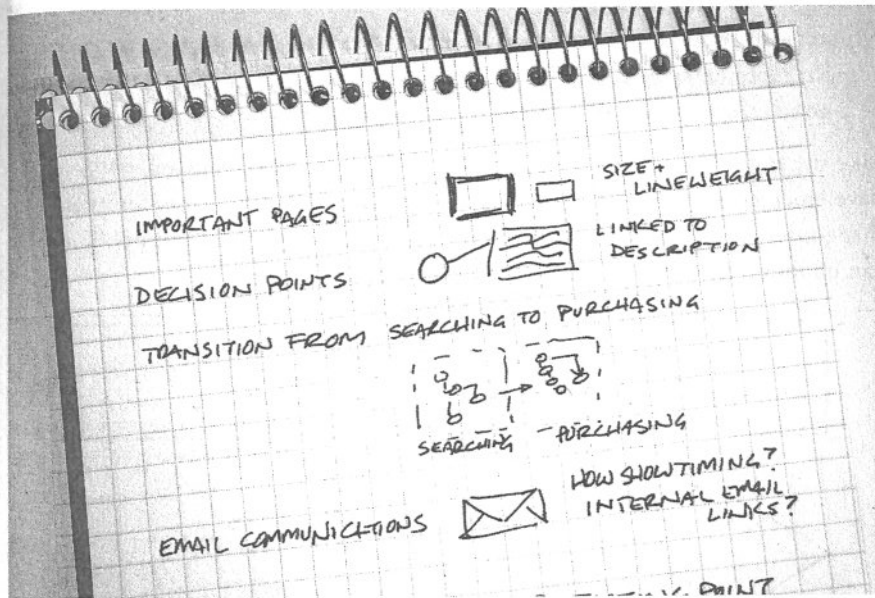 IMPORTANT PAGES
SIZE +
LINEWEIGHT
DECISION POINTS
LINKED TO
DESCRIPTION
TRANSITION FROM SEARCHING TO PURCHASING
SEARCHING
PURCHASING
EMAIL COMMUNICTIONS
HOW SHOW TIMING?
INTERNAL EMAIL
LINKS?
POINT